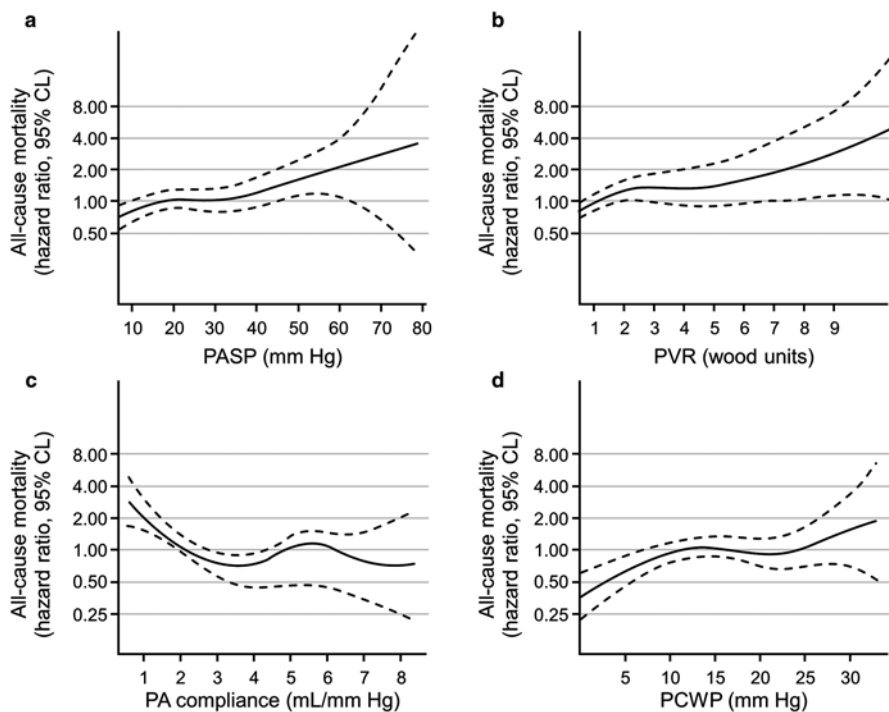 a
All-cause mortality
(hazard ratio, 95% CL)
8.00
4.00
2.00
1.00
0.50
10 20 30 40 50 60 70 80
PASP (mm Hg)
b
All-cause mortality
(hazard ratio, 95% CL)
8.00
4.00
2.00
1.00
0.50
1 2 3 4 5 6 7 8 9
PVR (wood units)
c
All-cause mortality
(hazard ratio, 95% CL)
8.00
4.00
2.00
1.00
0.50
0.25
1 2 3 4 5 6 7 8
PA compliance (mL/mm Hg)
d
All-cause mortality
(hazard ratio, 95% CL)
8.00
4.00
2.00
1.00
0.50
0.25
5 10 15 20 25 30
PCWP (mm Hg)